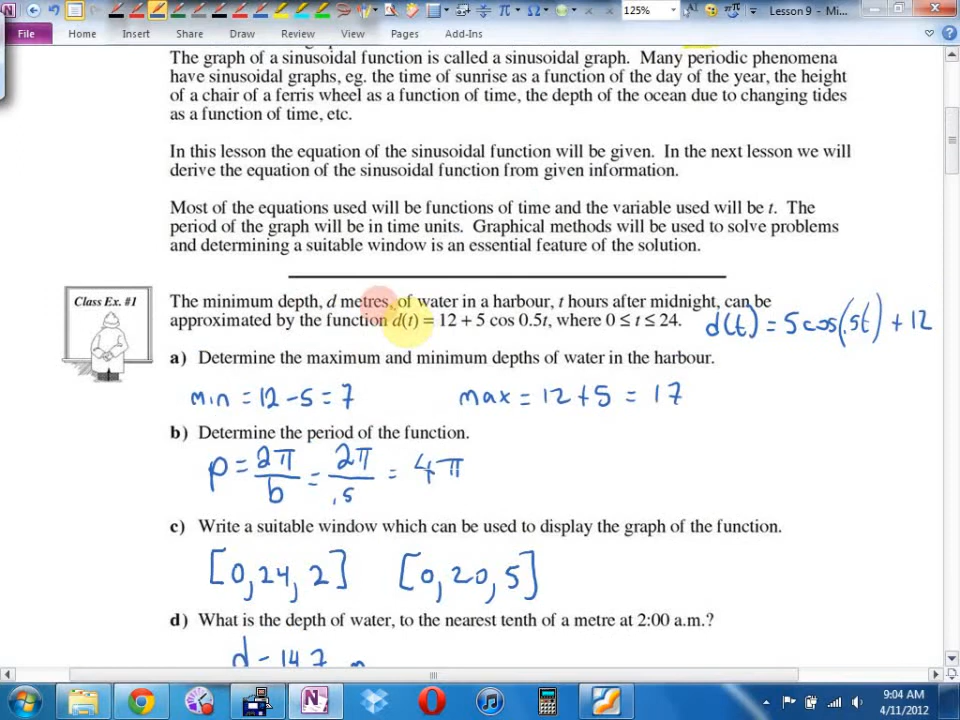 125%
Lesson 9 - Mi...
File Home Insert Share Draw Review View Pages Add-Ins
The graph of a sinusoidal function is called a sinusoidal graph. Many periodic phenomena
have sinusoidal graphs, eg. the time of sunrise as a function of the day of the year, the height
of a chair of a ferris wheel as a function of time, the depth of the ocean due to changing tides
as a function of time, etc.
In this lesson the equation of the sinusoidal function will be given. In the next lesson we will
derive the equation of the sinusoidal function from given information.
Most of the equations used will be functions of time and the variable used will be t. The
period of the graph will be in time units. Graphical methods will be used to solve problems
and determining a suitable window is an essential feature of the solution.
Class Ex. #1
The minimum depth, d metres, of water in a harbour, t hours after midnight, can be
approximated by the function d(t) = 12 + 5 cos 0.5t, where 0 ≤ t ≤ 24.
d(t) = 5cos(.5t) + 12
a) Determine the maximum and minimum depths of water in the harbour.
min = 12 - 5 = 7 max = 12 + 5 = 17
b) Determine the period of the function.
p = 2π/b = 2π/.5 = 4π
c) Write a suitable window which can be used to display the graph of the function.
[0, 24, 2] [0, 20, 5]
d) What is the depth of water, to the nearest tenth of a metre at 2:00 a.m.?
9:04 AM
4/11/2012